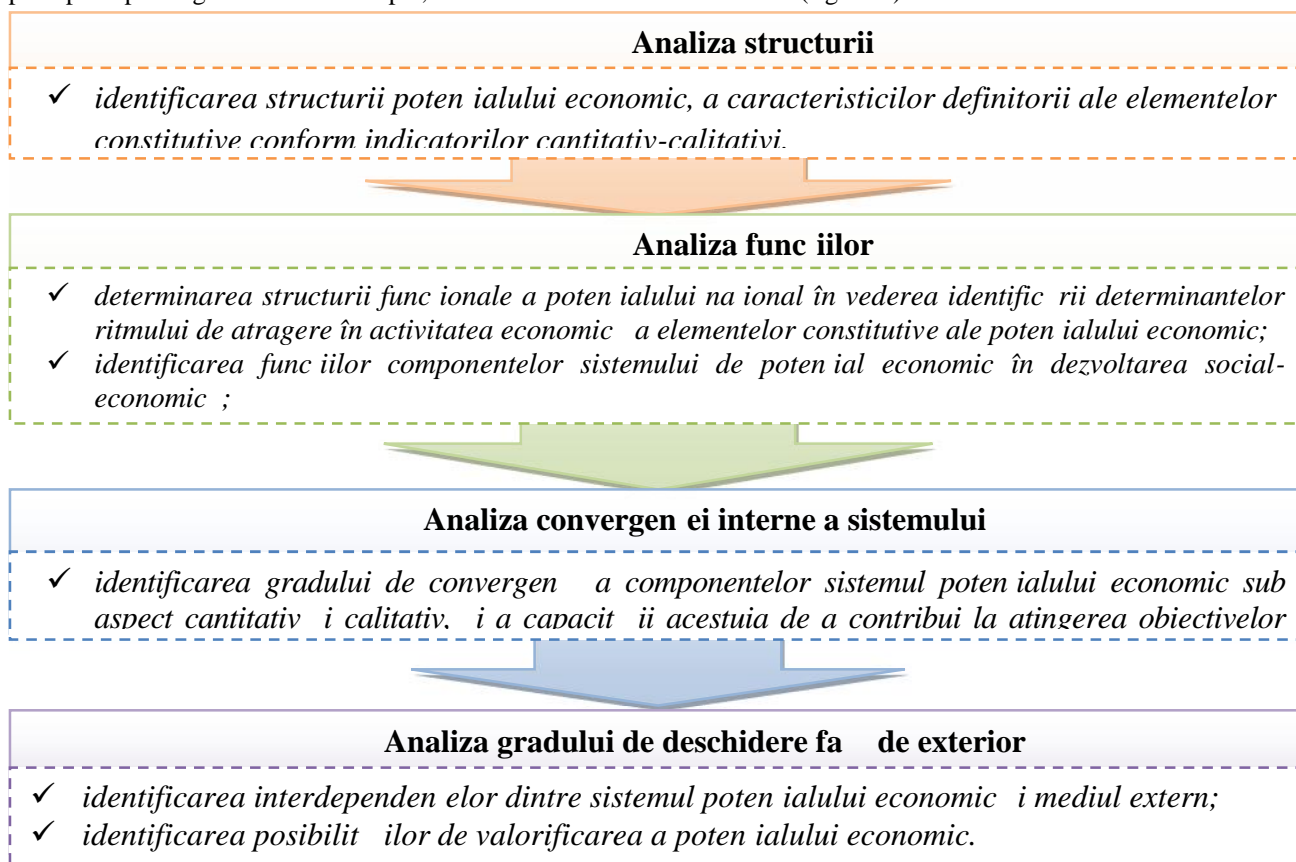 Analiza structurii
✓ identificarea structurii poten ialului economic, a caracteristicilor definitorii ale elementelor
constitutive conform indicatorilor cantitativ-calitativi.
Analiza func iilor
✓ determinarea structurii func ionale a poten ialului na ional în vederea identific rii determinantelor
ritmului de atragere în activitatea economic a elementelor constitutive ale poten ialului economic;
✓ identificarea func iilor componentelor sistemului de poten ial economic în dezvoltarea social-
economic ;
Analiza convergen ei interne a sistemului
✓ identificarea gradului de convergen a componentelor sistemul poten ialului economic sub
aspect cantitativ i calitativ, i a capacit ii acestuia de a contribui la atingerea obiectivelor
Analiza gradului de deschidere fa de exterior
✓ identificarea interdependen elor dintre sistemul poten ialului economic i mediul extern;
✓ identificarea posibilit ilor de valorificarea a poten ialului economic.